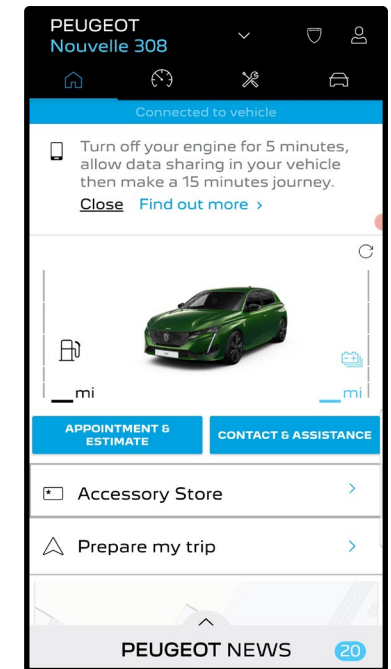 PEUGEOT
Nouvelle 308
Connected to vehicle
Turn off your engine for 5 minutes,
allow data sharing in your vehicle
then make a 15 minutes journey.
Close Find out more >
__mi
__mi
APPOINTMENT &
ESTIMATE
CONTACT & ASSISTANCE
Accessory Store
Prepare my trip
PEUGEOT NEWS 20